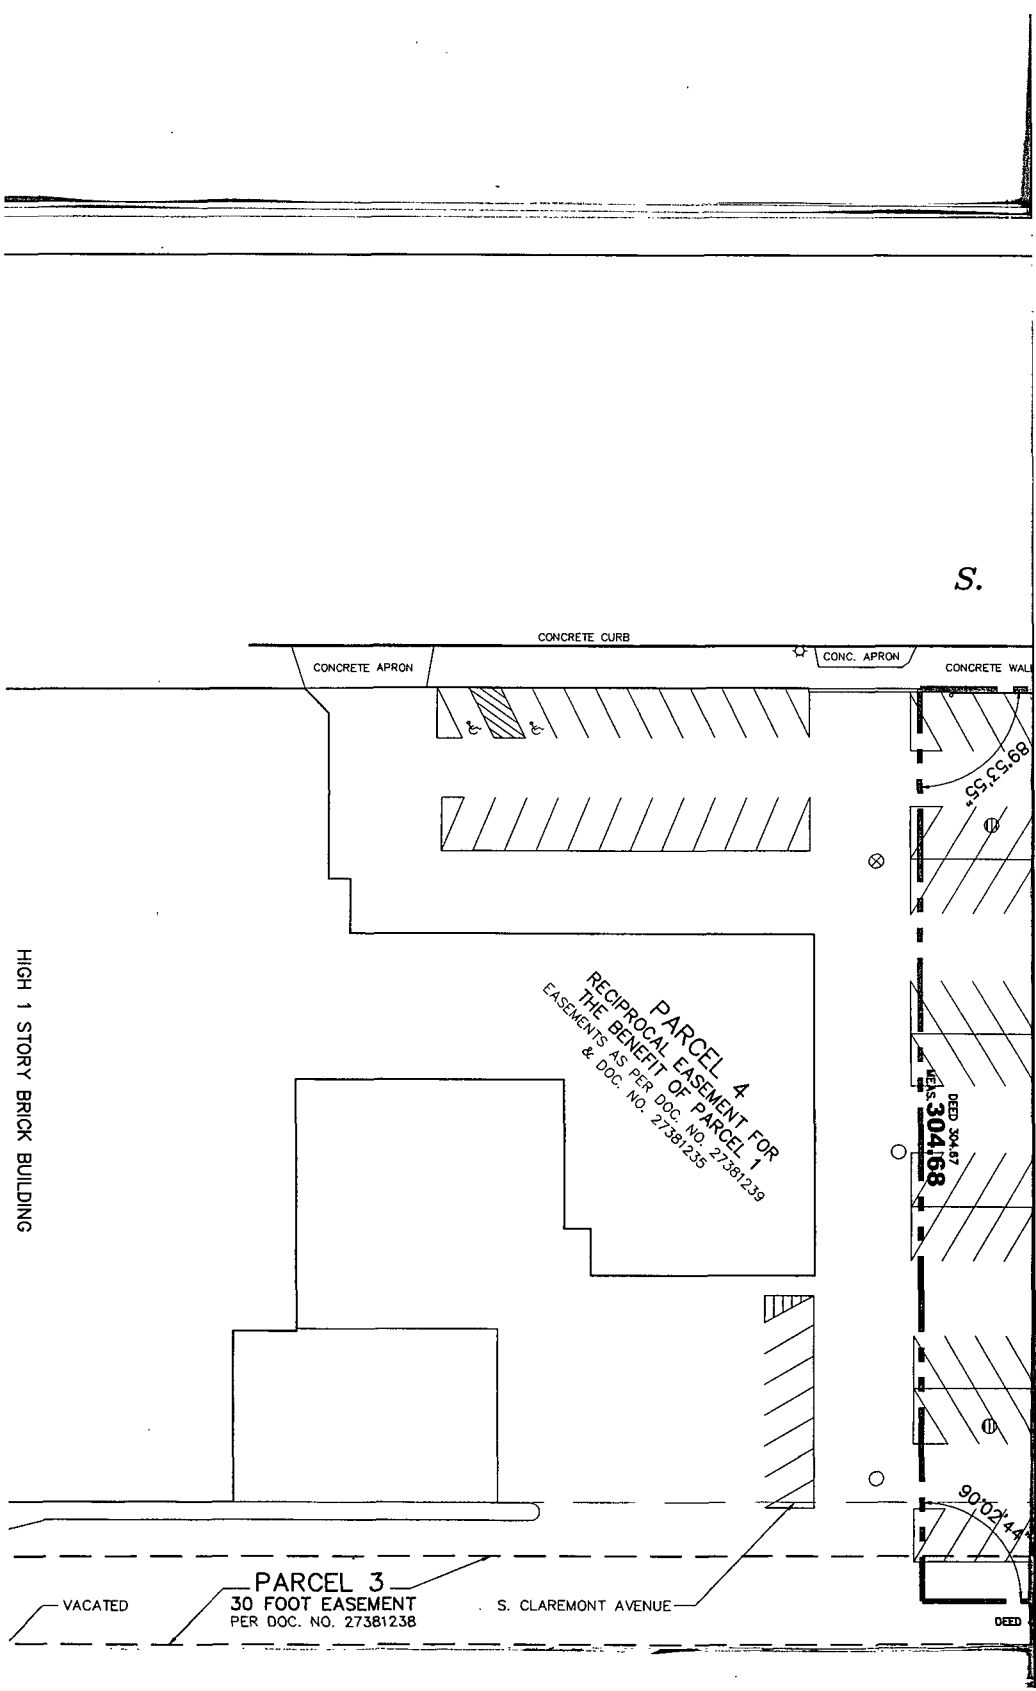 S.
CONCRETE CURB
CONCRETE APRON
CONC. APRON
CONCRETE WAL
89°53'55"
PARCEL 4
RECIPROCAL EASEMENT FOR
THE BENEFIT OF PARCEL 1
EASEMENTS AS PER DOC. NO. 27381239
& DOC. NO. 27381235
DEED 304.67
MEAS. 304.68
HIGH 1 STORY BRICK BUILDING
90°02'44"
PARCEL 3
30 FOOT EASEMENT
PER DOC. NO. 27381238
VACATED
S. CLAREMONT AVENUE
DEED